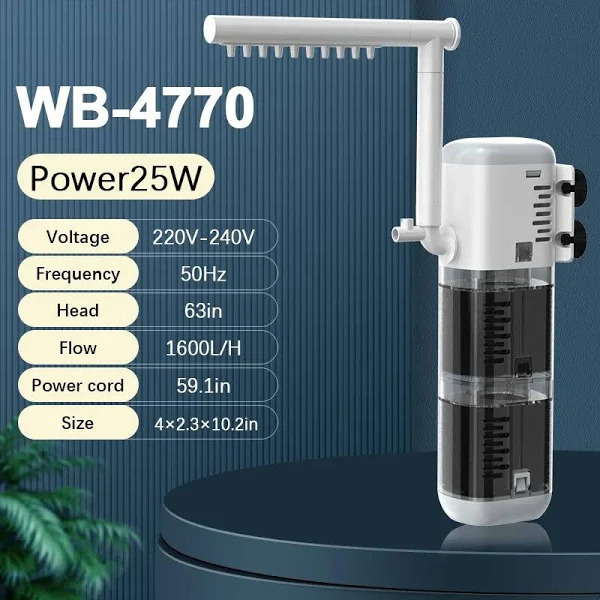 WB-4770
Power25W
Voltage 220V-240V
Frequency 50Hz
Head 63in
Flow 1600L/H
Power cord 59.1in
Size 4×2.3×10.2in